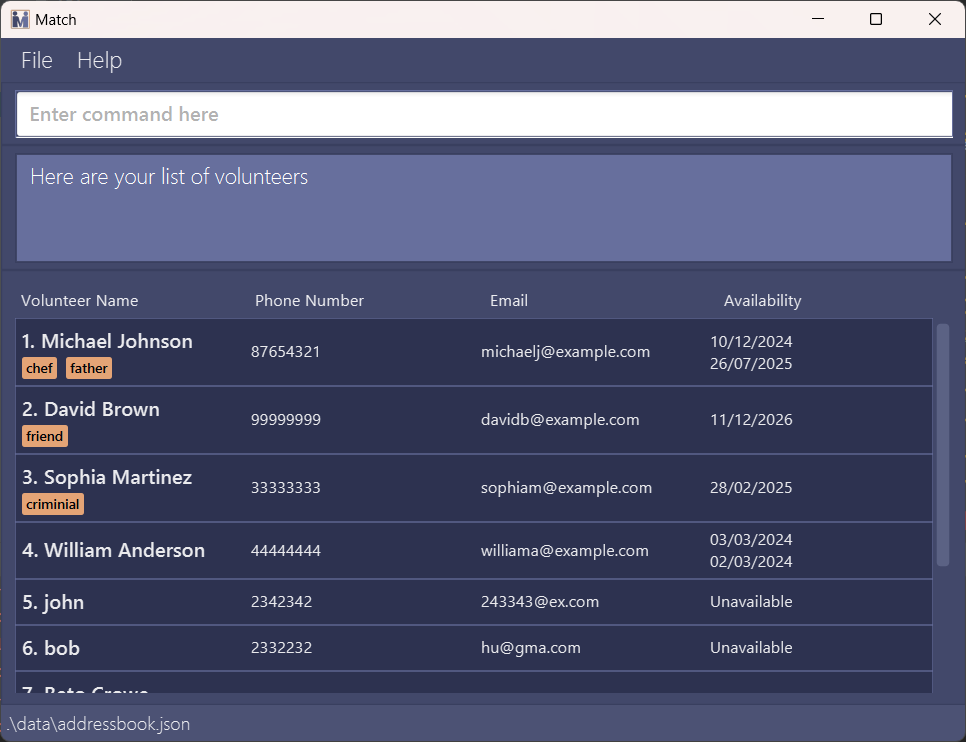 Match
File Help
Enter command here
Here are your list of volunteers
Volunteer Name Phone Number Email Availability
1. Michael Johnson
chef father
87654321
michaelj@example.com
10/12/2024
26/07/2025
2. David Brown
friend
99999999
davidb@example.com
11/12/2026
3. Sophia Martinez
criminial
33333333
sophiam@example.com
28/02/2025
4. William Anderson
44444444
williama@example.com
03/03/2024
02/03/2024
5. john
2342342
243343@ex.com
Unavailable
6. bob
2332232
hu@gma.com
Unavailable
7.
.\data\addressbook.json